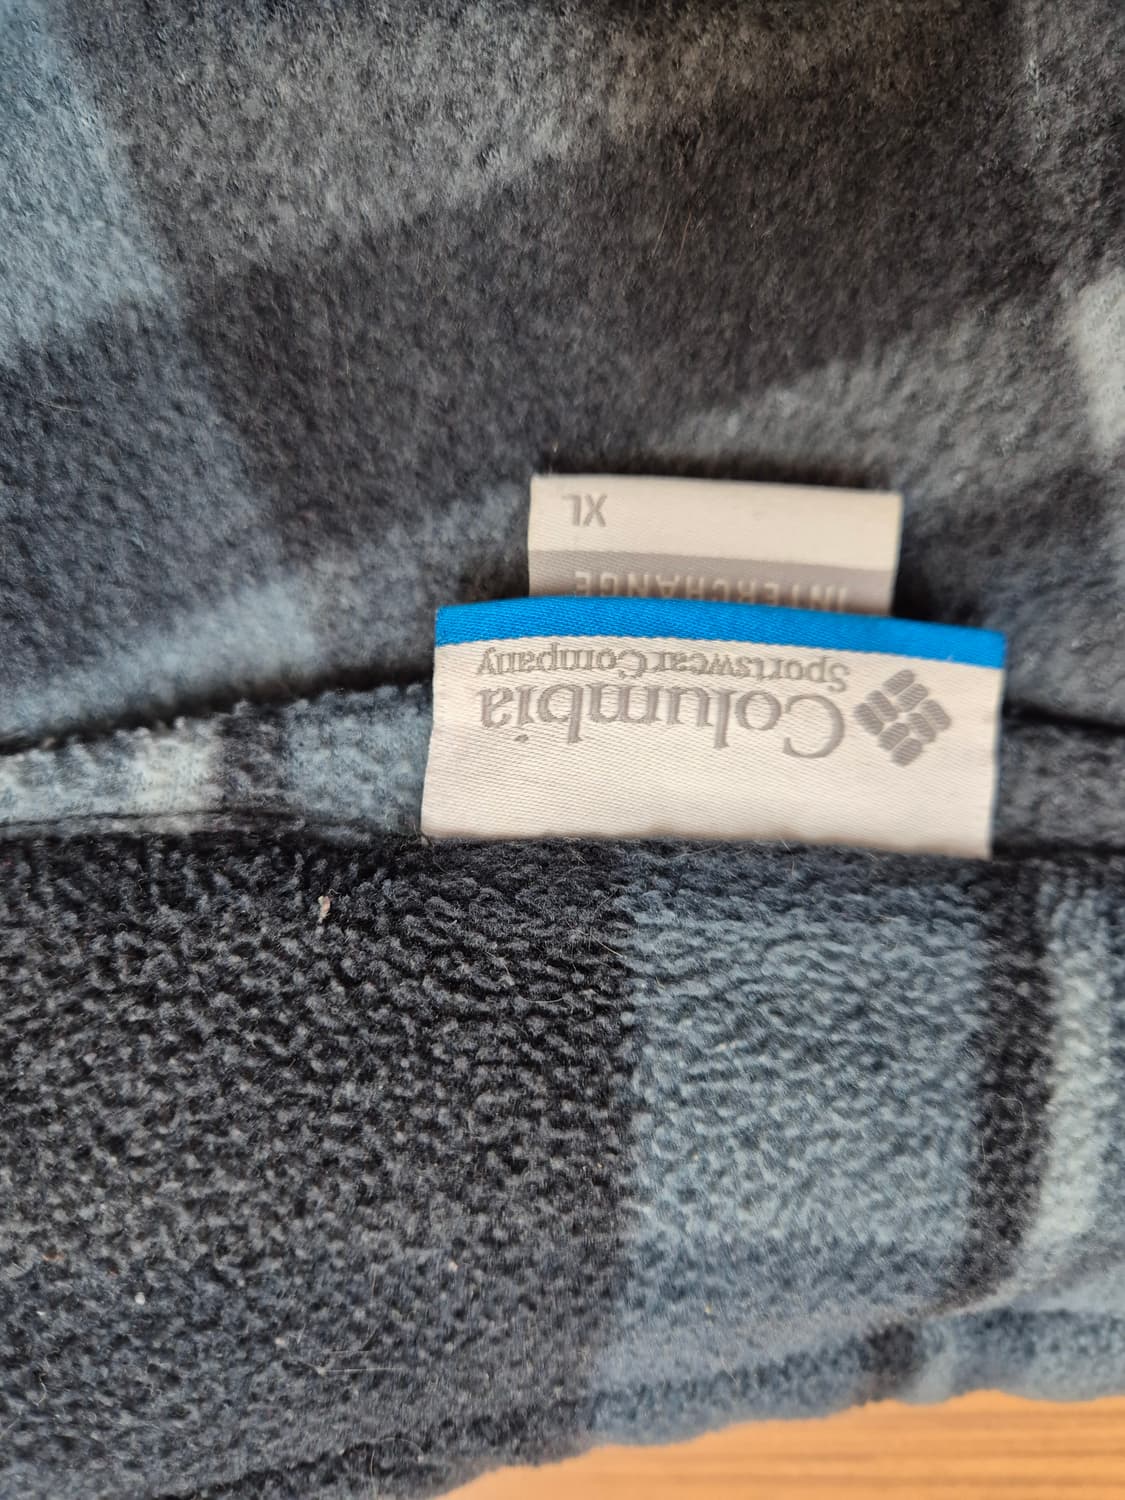 Columbia
Sportswear Company
INTERCHANGE
XL